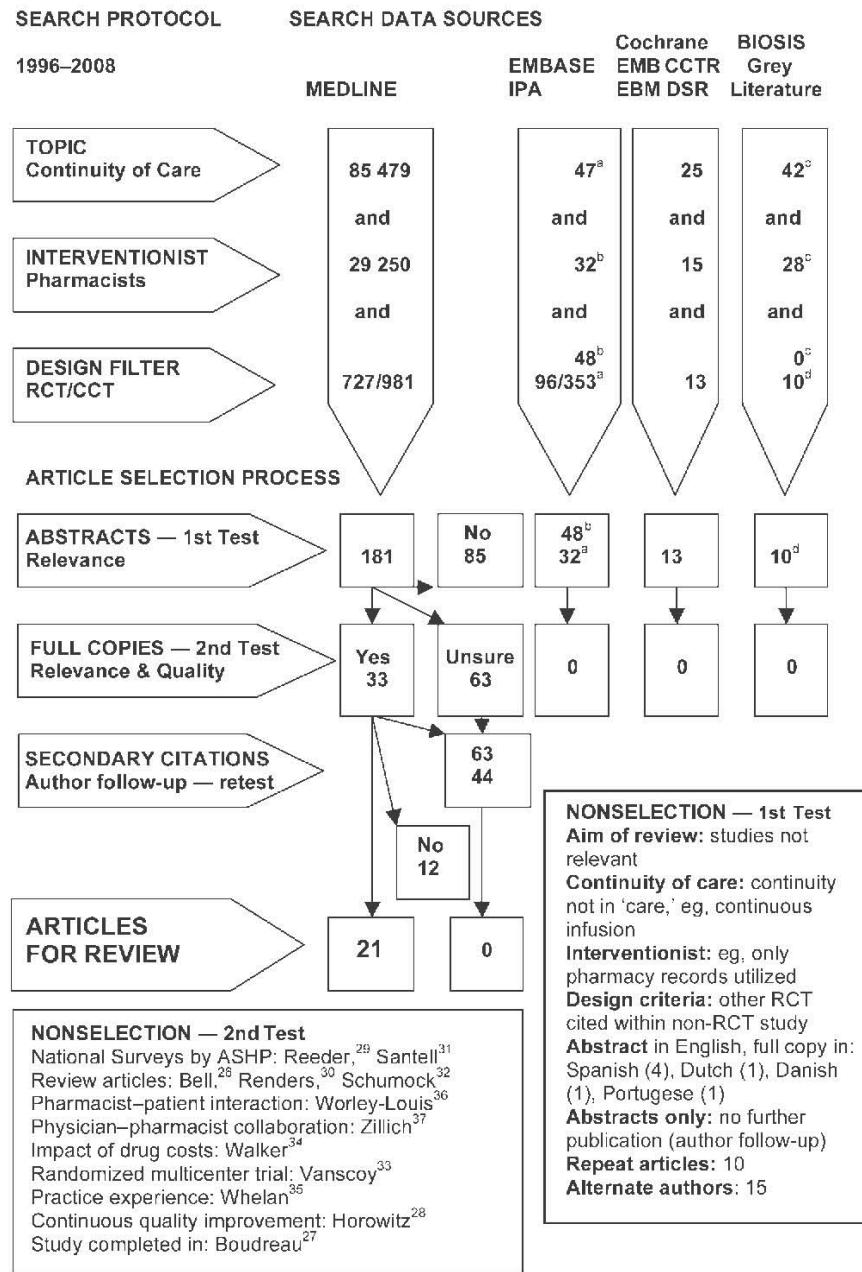 SEARCH PROTOCOL
SEARCH DATA SOURCES
1996–2008
MEDLINE
EMBASE
IPA
Cochrane
EMB CCTR
EBM DSR
BIOSIS
Grey
Literature
TOPIC
Continuity of Care
85 479
47ᵃ
25
42ᶜ
and
and
and
and
INTERVENTIONIST
Pharmacists
29 250
32ᵇ
15
28ᶜ
and
and
and
and
DESIGN FILTER
RCT/CCT
727/981
48ᵇ
96/353ᵃ
13
0ᶜ
10ᵈ
ARTICLE SELECTION PROCESS
ABSTRACTS — 1st Test
Relevance
181
No
85
48ᵇ
32ᵃ
13
10ᵈ
FULL COPIES — 2nd Test
Relevance & Quality
Yes
33
Unsure
63
0
0
0
SECONDARY CITATIONS
Author follow-up — retest
63
44
No
12
ARTICLES
FOR REVIEW
21
0
NONSELECTION — 1st Test
Aim of review: studies not
relevant
Continuity of care: continuity
not in ‘care,’ eg, continuous
infusion
Interventionist: eg, only
pharmacy records utilized
Design criteria: other RCT
cited within non-RCT study
Abstract in English, full copy in:
Spanish (4), Dutch (1), Danish
(1), Portugese (1)
Abstracts only: no further
publication (author follow-up)
Repeat articles: 10
Alternate authors: 15
NONSELECTION — 2nd Test
National Surveys by ASHP: Reeder,²⁹ Santell³¹
Review articles: Bell,²⁶ Renders,³⁰ Schumock³²
Pharmacist–patient interaction: Worley-Louis³⁶
Physician–pharmacist collaboration: Zillich³⁷
Impact of drug costs: Walker³⁴
Randomized multicenter trial: Vanscoy³³
Practice experience: Whelan³⁵
Continuous quality improvement: Horowitz²⁸
Study completed in: Boudreau²⁷